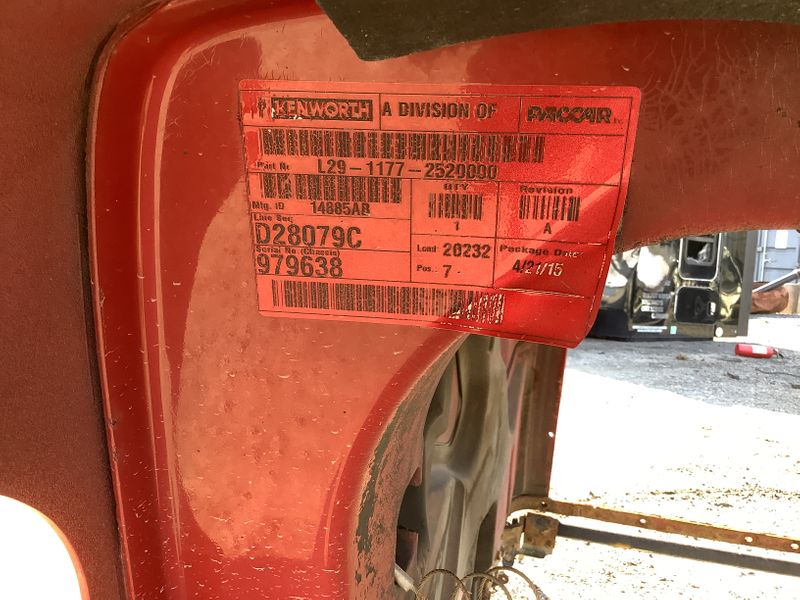 KENWORTH A DIVISION OF PACCAR Inc.
Part No L29-1177-2520000
Mfg. ID 14885AB QTY 1 Revision A
Line Seq
D28079C
Load 20232 Package Date
Serial No (Chassis)
979638 Pos. 7 4/21/15